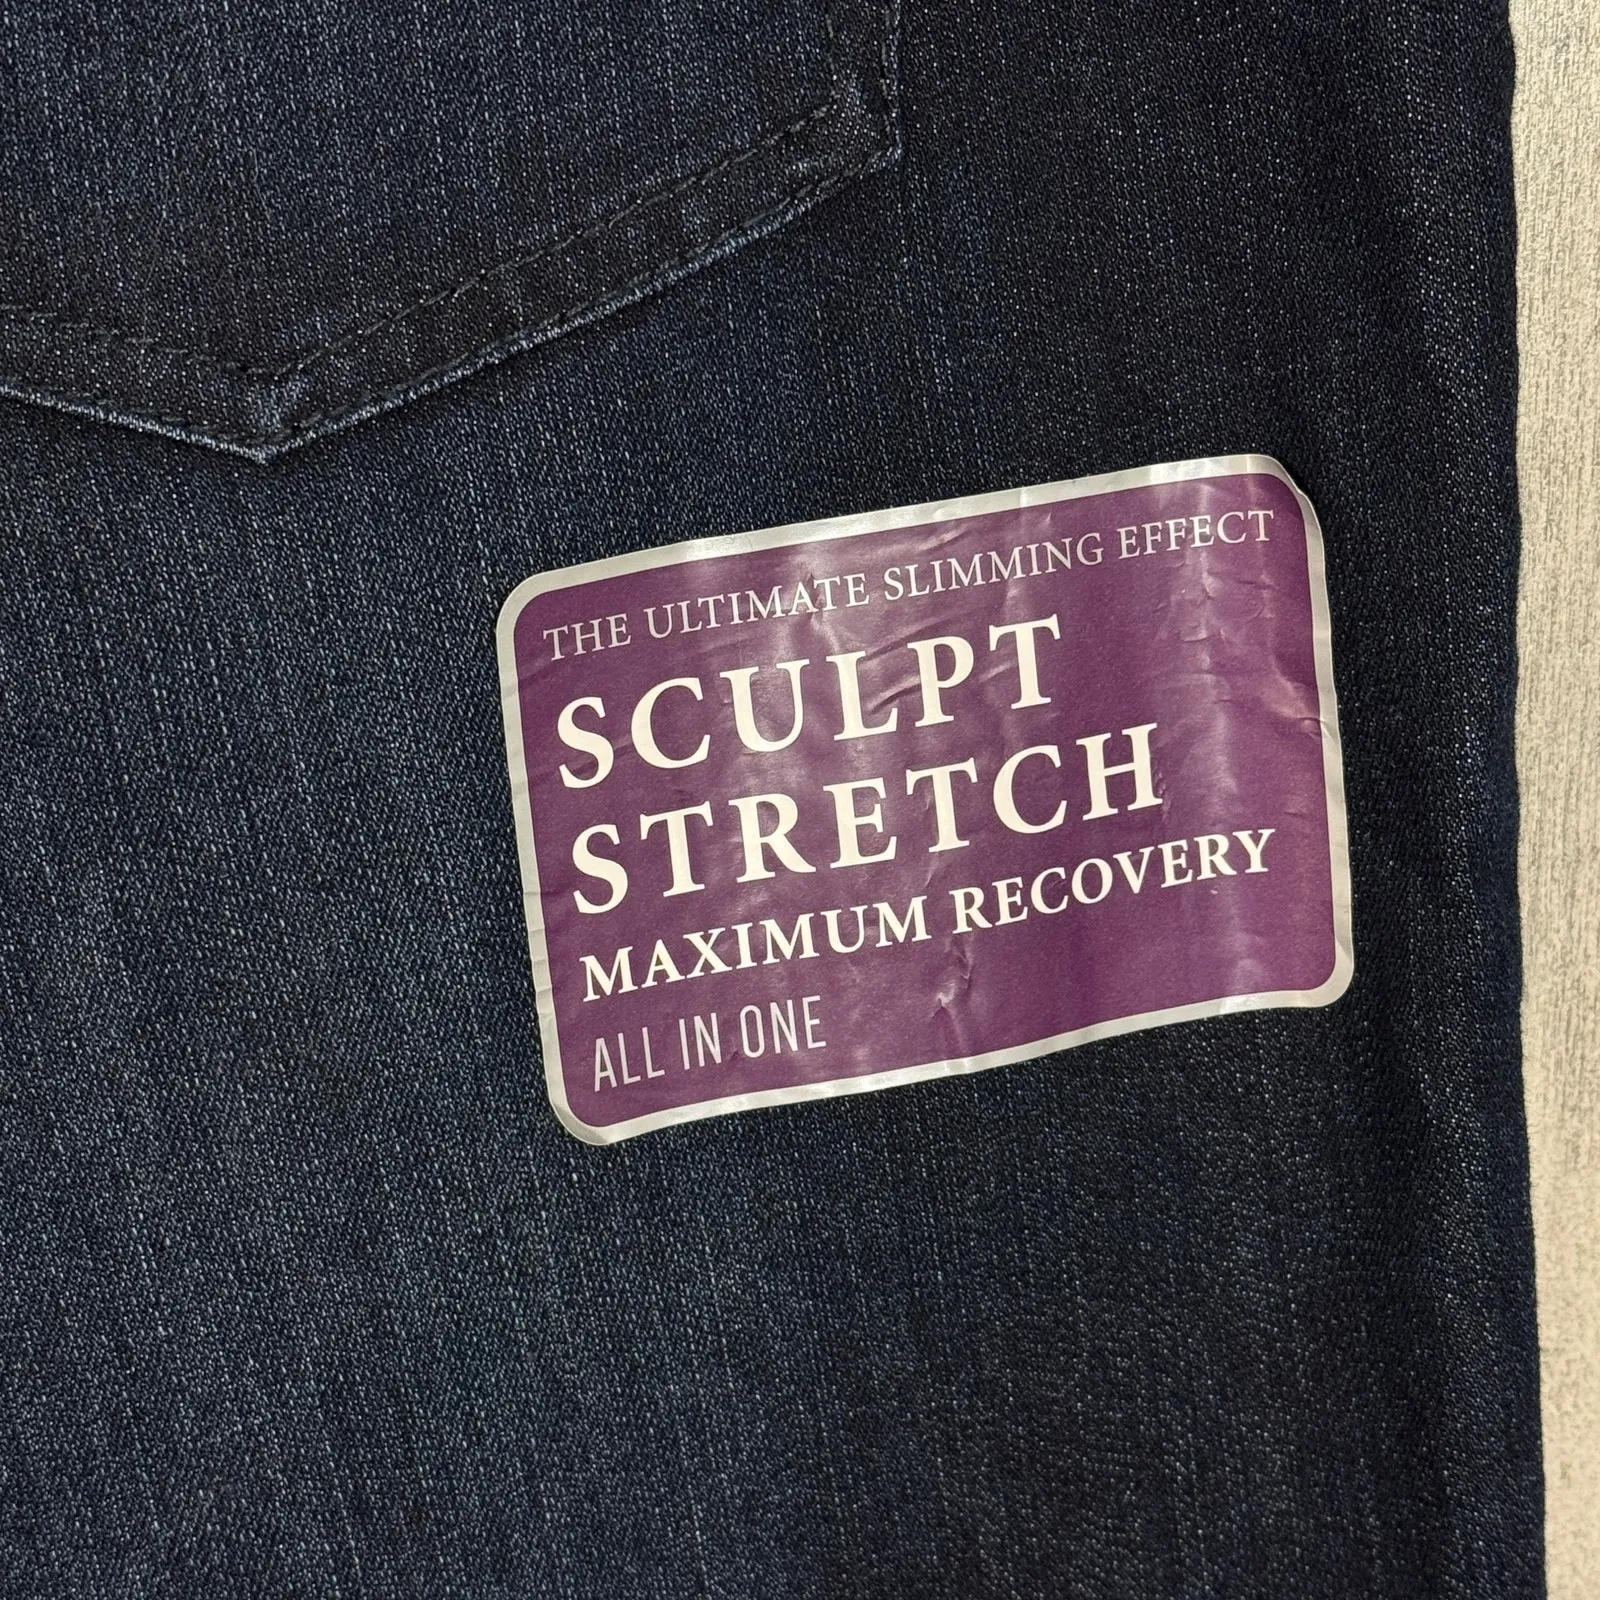 THE ULTIMATE SLIMMING EFFECT
SCULPT
STRETCH
MAXIMUM RECOVERY
ALL IN ONE